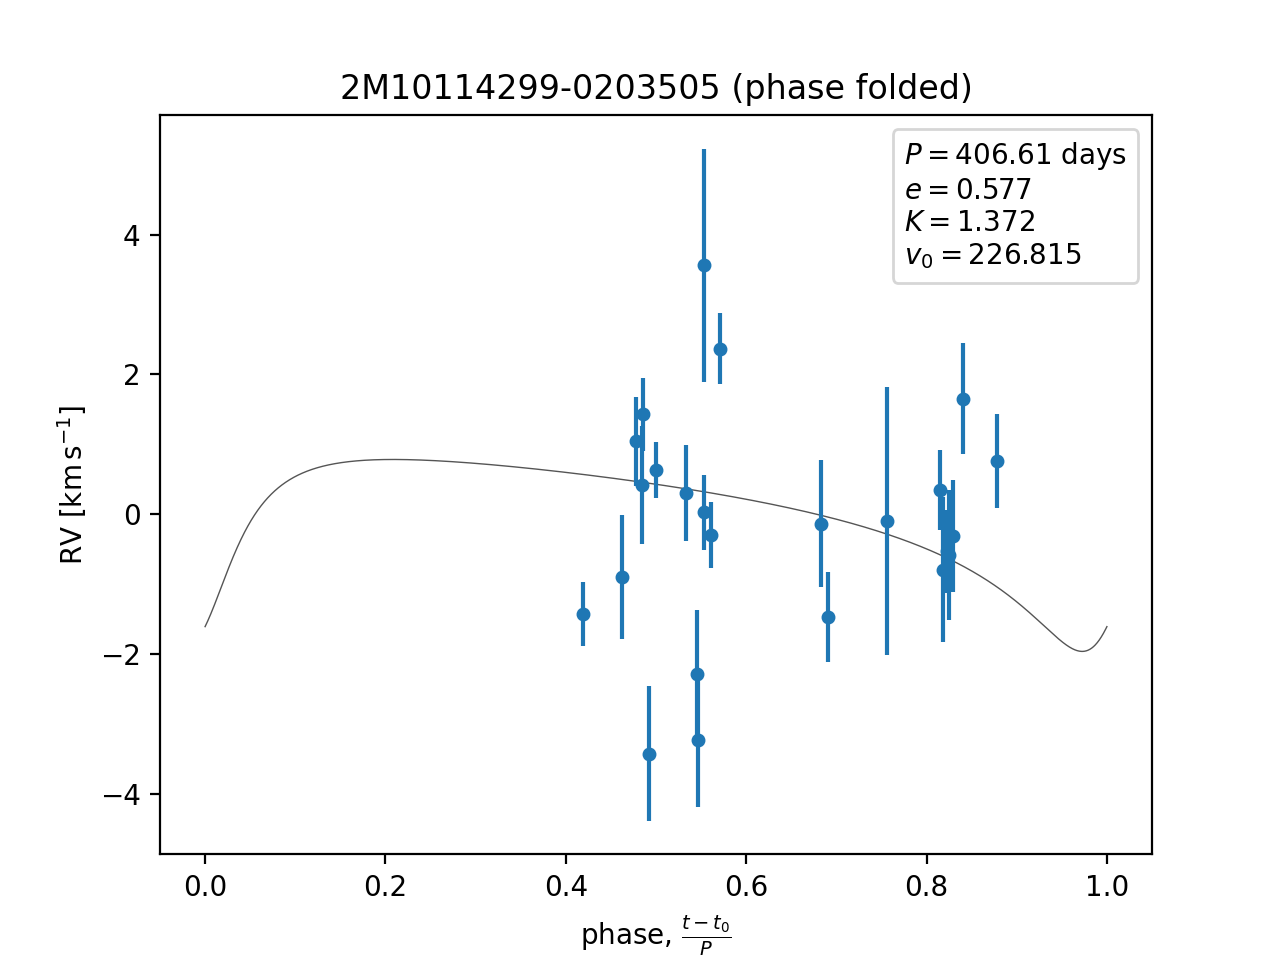 2M10114299-0203505 (phase folded)
P = 406.61 days
e = 0.577
K = 1.372
v₀ = 226.815
RV [km s⁻¹]
4
2
0
−2
−4
0.0 0.2 0.4 0.6 0.8 1.0
phase, (t − t₀)/P